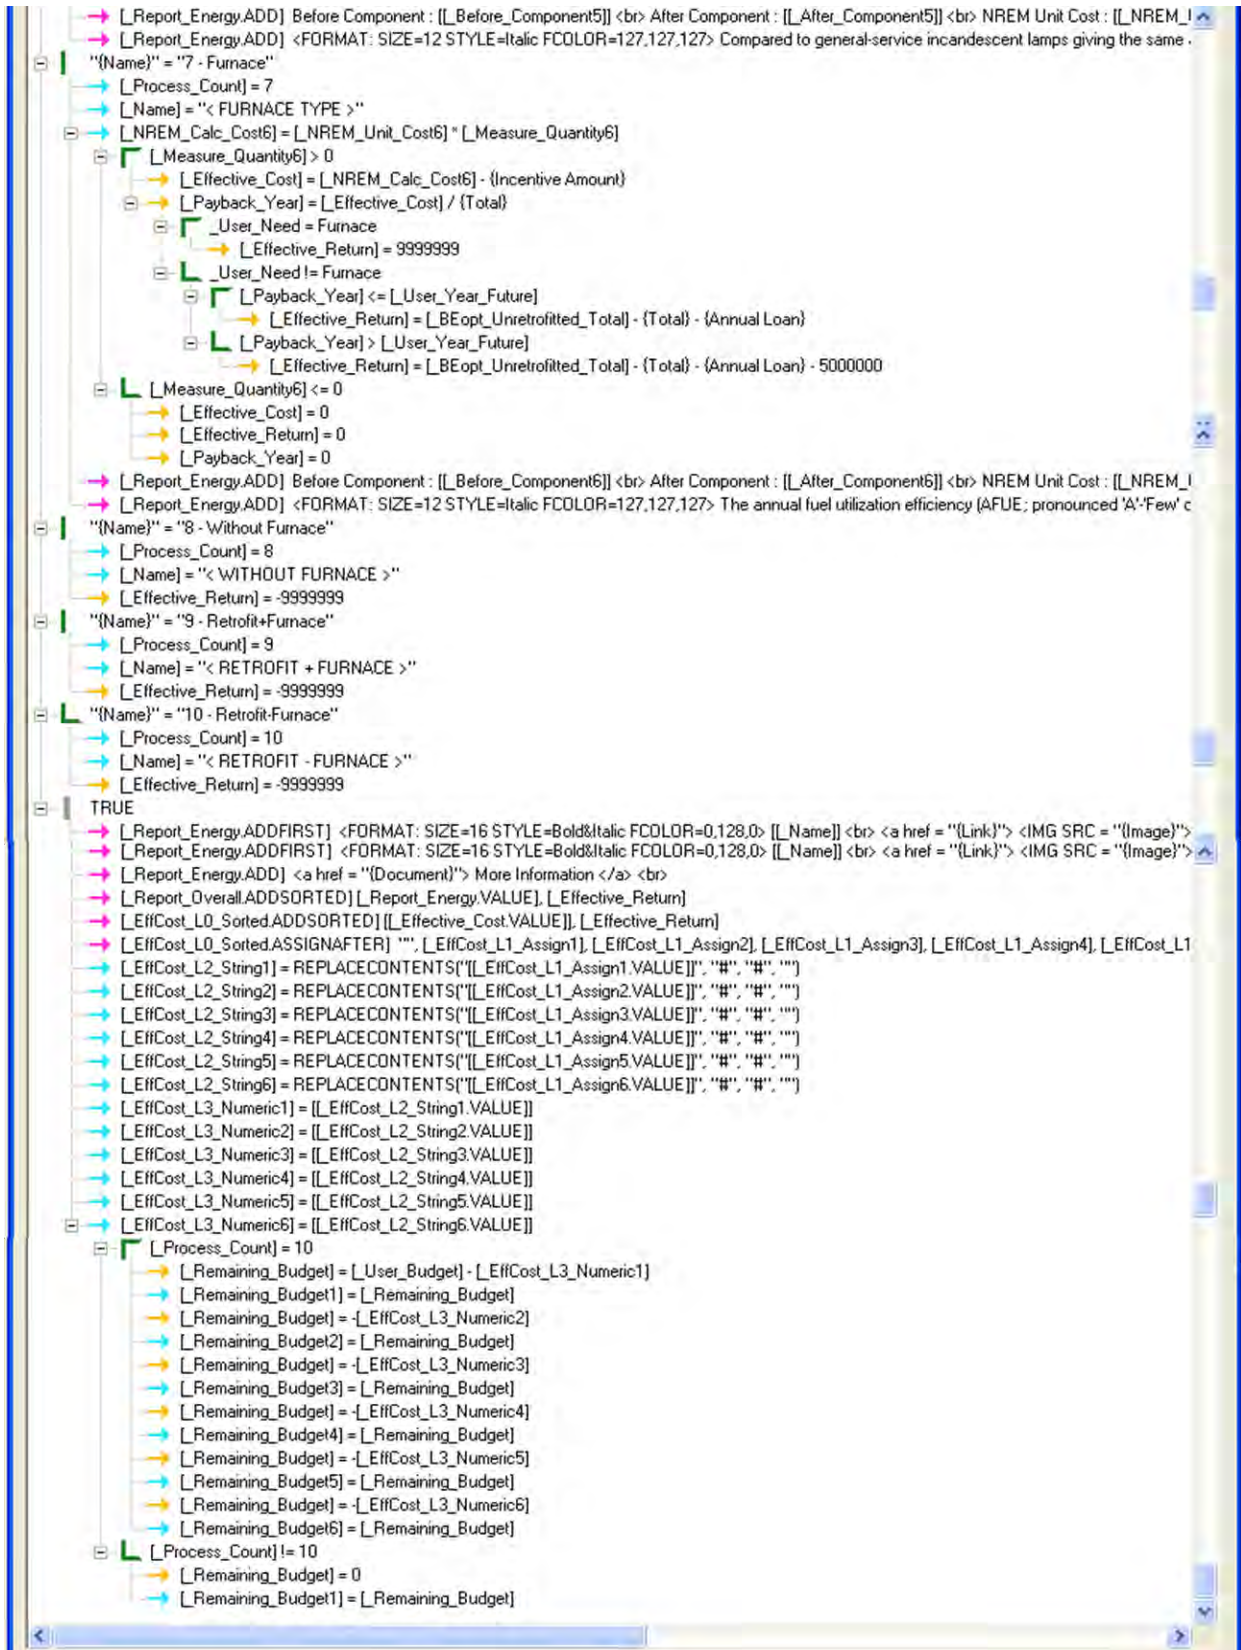 [_Report_Energy.ADD] Before Component : [[_Before_Component5]] <br> After Component : [[_After_Component5]] <br> NREM Unit Cost : [[_NREM_
[_Report_Energy.ADD] <FORMAT: SIZE=12 STYLE=Italic FCOLOR=127,127,127> Compared to general-service incandescent lamps giving the same
"{Name}" = "7 - Furnace"
[_Process_Count] = 7
[_Name] = "< FURNACE TYPE >"
[_NREM_Calc_Cost6] = [_NREM_Unit_Cost6] * [_Measure_Quantity6]
[_Measure_Quantity6] > 0
[_Effective_Cost] = [_NREM_Calc_Cost6] - {Incentive Amount}
[_Payback_Year] = [_Effective_Cost] / {Total}
_User_Need = Furnace
[_Effective_Return] = 9999999
_User_Need != Furnace
[_Payback_Year] <= [_User_Year_Future]
[_Effective_Return] = [_BEopt_Unretrofitted_Total] - {Total} - {Annual Loan}
[_Payback_Year] > [_User_Year_Future]
[_Effective_Return] = [_BEopt_Unretrofitted_Total] - {Total} - {Annual Loan} - 5000000
[_Measure_Quantity6] <= 0
[_Effective_Cost] = 0
[_Effective_Return] = 0
[_Payback_Year] = 0
[_Report_Energy.ADD] Before Component : [[_Before_Component6]] <br> After Component : [[_After_Component6]] <br> NREM Unit Cost : [[_NREM_
[_Report_Energy.ADD] <FORMAT: SIZE=12 STYLE=Italic FCOLOR=127,127,127> The annual fuel utilization efficiency (AFUE; pronounced 'A'-'Few' c
"{Name}" = "8 - Without Furnace"
[_Process_Count] = 8
[_Name] = "< WITHOUT FURNACE >"
[_Effective_Return] = -9999999
"{Name}" = "9 - Retrofit+Furnace"
[_Process_Count] = 9
[_Name] = "< RETROFIT + FURNACE >"
[_Effective_Return] = -9999999
"{Name}" = "10 - Retrofit-Furnace"
[_Process_Count] = 10
[_Name] = "< RETROFIT - FURNACE >"
[_Effective_Return] = -9999999
TRUE
[_Report_Energy.ADDFIRST] <FORMAT: SIZE=16 STYLE=Bold&Italic FCOLOR=0,128,0> [[_Name]] <br> <a href = "{Link}"> <IMG SRC = "{Image}">
[_Report_Energy.ADDFIRST] <FORMAT: SIZE=16 STYLE=Bold&Italic FCOLOR=0,128,0> [[_Name]] <br> <a href = "{Link}"> <IMG SRC = "{Image}">
[_Report_Energy.ADD] <a href = "{Document}"> More Information </a> <br>
[_Report_Overall.ADDSORTED] [_Report_Energy.VALUE], [_Effective_Return]
[_EffCost_L0_Sorted.ADDSORTED] [[_Effective_Cost.VALUE]], [_Effective_Return]
[_EffCost_L0_Sorted.ASSIGNAFTER] "", [_EffCost_L1_Assign1], [_EffCost_L1_Assign2], [_EffCost_L1_Assign3], [_EffCost_L1_Assign4], [_EffCost_L1
[_EffCost_L2_String1] = REPLACECONTENTS("[[_EffCost_L1_Assign1.VALUE]]", "#", "#", "")
[_EffCost_L2_String2] = REPLACECONTENTS("[[_EffCost_L1_Assign2.VALUE]]", "#", "#", "")
[_EffCost_L2_String3] = REPLACECONTENTS("[[_EffCost_L1_Assign3.VALUE]]", "#", "#", "")
[_EffCost_L2_String4] = REPLACECONTENTS("[[_EffCost_L1_Assign4.VALUE]]", "#", "#", "")
[_EffCost_L2_String5] = REPLACECONTENTS("[[_EffCost_L1_Assign5.VALUE]]", "#", "#", "")
[_EffCost_L2_String6] = REPLACECONTENTS("[[_EffCost_L1_Assign6.VALUE]]", "#", "#", "")
[_EffCost_L3_Numeric1] = [[_EffCost_L2_String1.VALUE]]
[_EffCost_L3_Numeric2] = [[_EffCost_L2_String2.VALUE]]
[_EffCost_L3_Numeric3] = [[_EffCost_L2_String3.VALUE]]
[_EffCost_L3_Numeric4] = [[_EffCost_L2_String4.VALUE]]
[_EffCost_L3_Numeric5] = [[_EffCost_L2_String5.VALUE]]
[_EffCost_L3_Numeric6] = [[_EffCost_L2_String6.VALUE]]
[_Process_Count] = 10
[_Remaining_Budget] = [_User_Budget] - [_EffCost_L3_Numeric1]
[_Remaining_Budget1] = [_Remaining_Budget]
[_Remaining_Budget] = -[_EffCost_L3_Numeric2]
[_Remaining_Budget2] = [_Remaining_Budget]
[_Remaining_Budget] = -[_EffCost_L3_Numeric3]
[_Remaining_Budget3] = [_Remaining_Budget]
[_Remaining_Budget] = -[_EffCost_L3_Numeric4]
[_Remaining_Budget4] = [_Remaining_Budget]
[_Remaining_Budget] = -[_EffCost_L3_Numeric5]
[_Remaining_Budget5] = [_Remaining_Budget]
[_Remaining_Budget] = -[_EffCost_L3_Numeric6]
[_Remaining_Budget6] = [_Remaining_Budget]
[_Process_Count] != 10
[_Remaining_Budget] = 0
[_Remaining_Budget1] = [_Remaining_Budget]